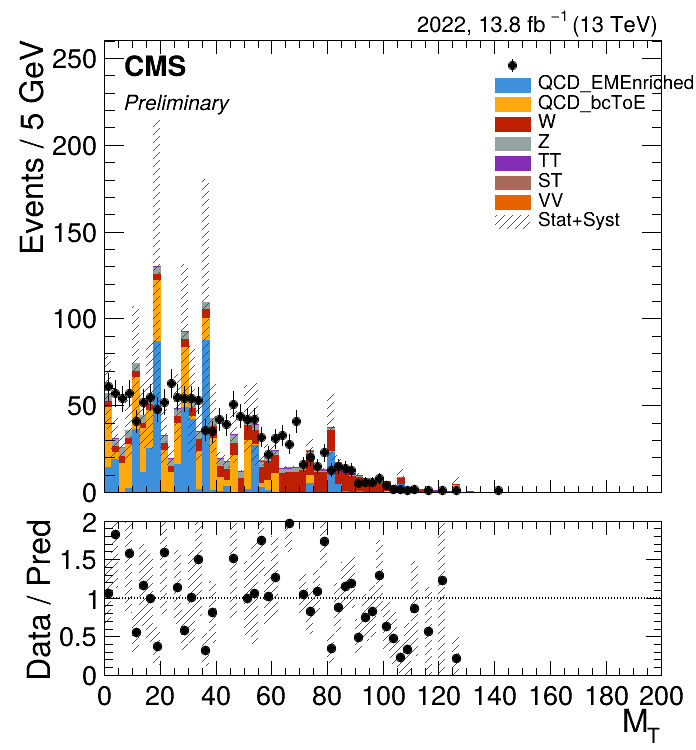 2022, 13.8 fb⁻¹ (13 TeV)
CMS
Preliminary
Events / 5 GeV
250
200
150
100
50
0
QCD_EMEnriched
QCD_bcToE
W
Z
TT
ST
VV
Stat+Syst
Data / Pred
2
1.5
1
0.5
0
0 20 40 60 80 100 120 140 160 180 200
M_T